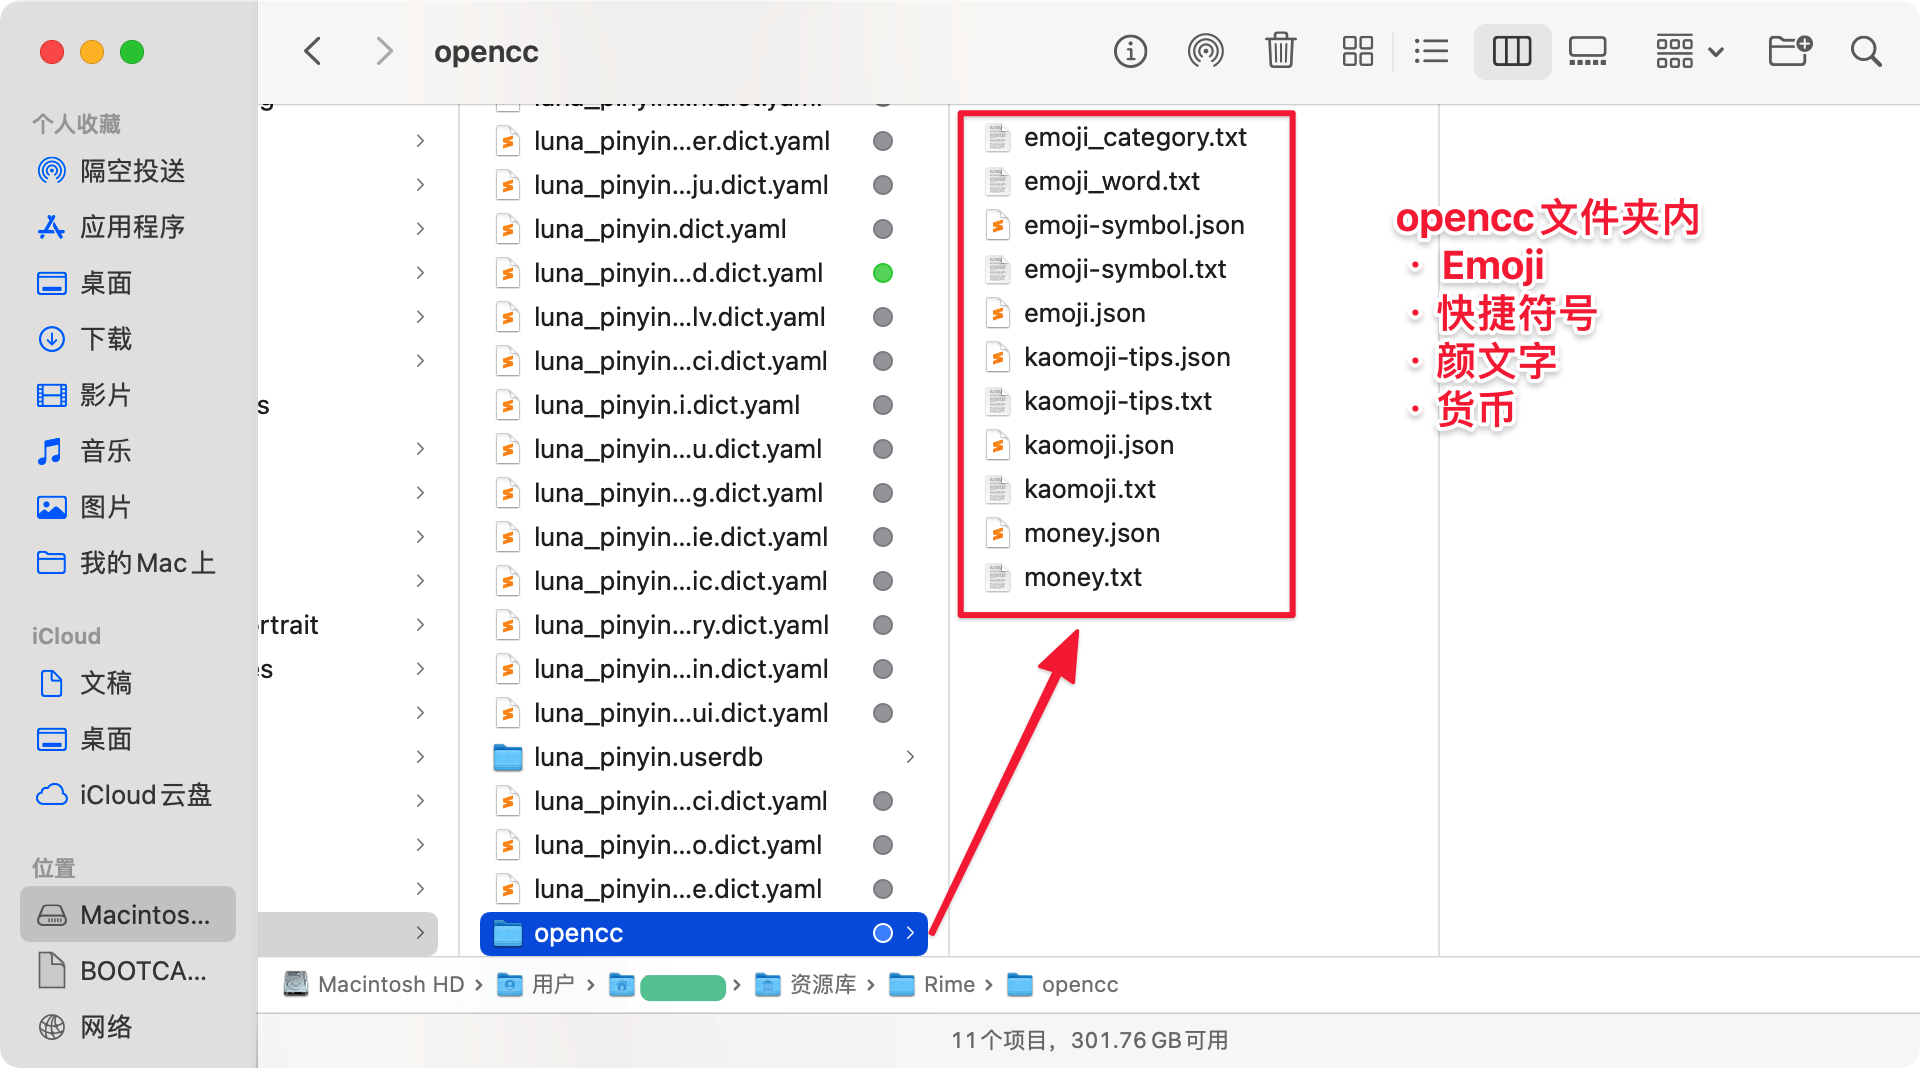 opencc
个人收藏
隔空投送
应用程序
桌面
下载
影片
音乐
图片
我的Mac上
iCloud
文稿
桌面
iCloud云盘
位置
Macintos...
BOOTCA...
网络
s
rtrait
es
luna_pinyin...er.dict.yaml
luna_pinyin...ju.dict.yaml
luna_pinyin.dict.yaml
luna_pinyin...d.dict.yaml
luna_pinyin...lv.dict.yaml
luna_pinyin...ci.dict.yaml
luna_pinyin.i.dict.yaml
luna_pinyin...u.dict.yaml
luna_pinyin...g.dict.yaml
luna_pinyin...ie.dict.yaml
luna_pinyin...ic.dict.yaml
luna_pinyin...ry.dict.yaml
luna_pinyin...in.dict.yaml
luna_pinyin...ui.dict.yaml
luna_pinyin.userdb
luna_pinyin...ci.dict.yaml
luna_pinyin...o.dict.yaml
luna_pinyin...e.dict.yaml
opencc
emoji_category.txt
emoji_word.txt
emoji-symbol.json
emoji-symbol.txt
emoji.json
kaomoji-tips.json
kaomoji-tips.txt
kaomoji.json
kaomoji.txt
money.json
money.txt
opencc文件夹内
· Emoji
· 快捷符号
· 颜文字
· 货币
Macintosh HD › 用户 › › 资源库 › Rime › opencc
11个项目，301.76 GB可用